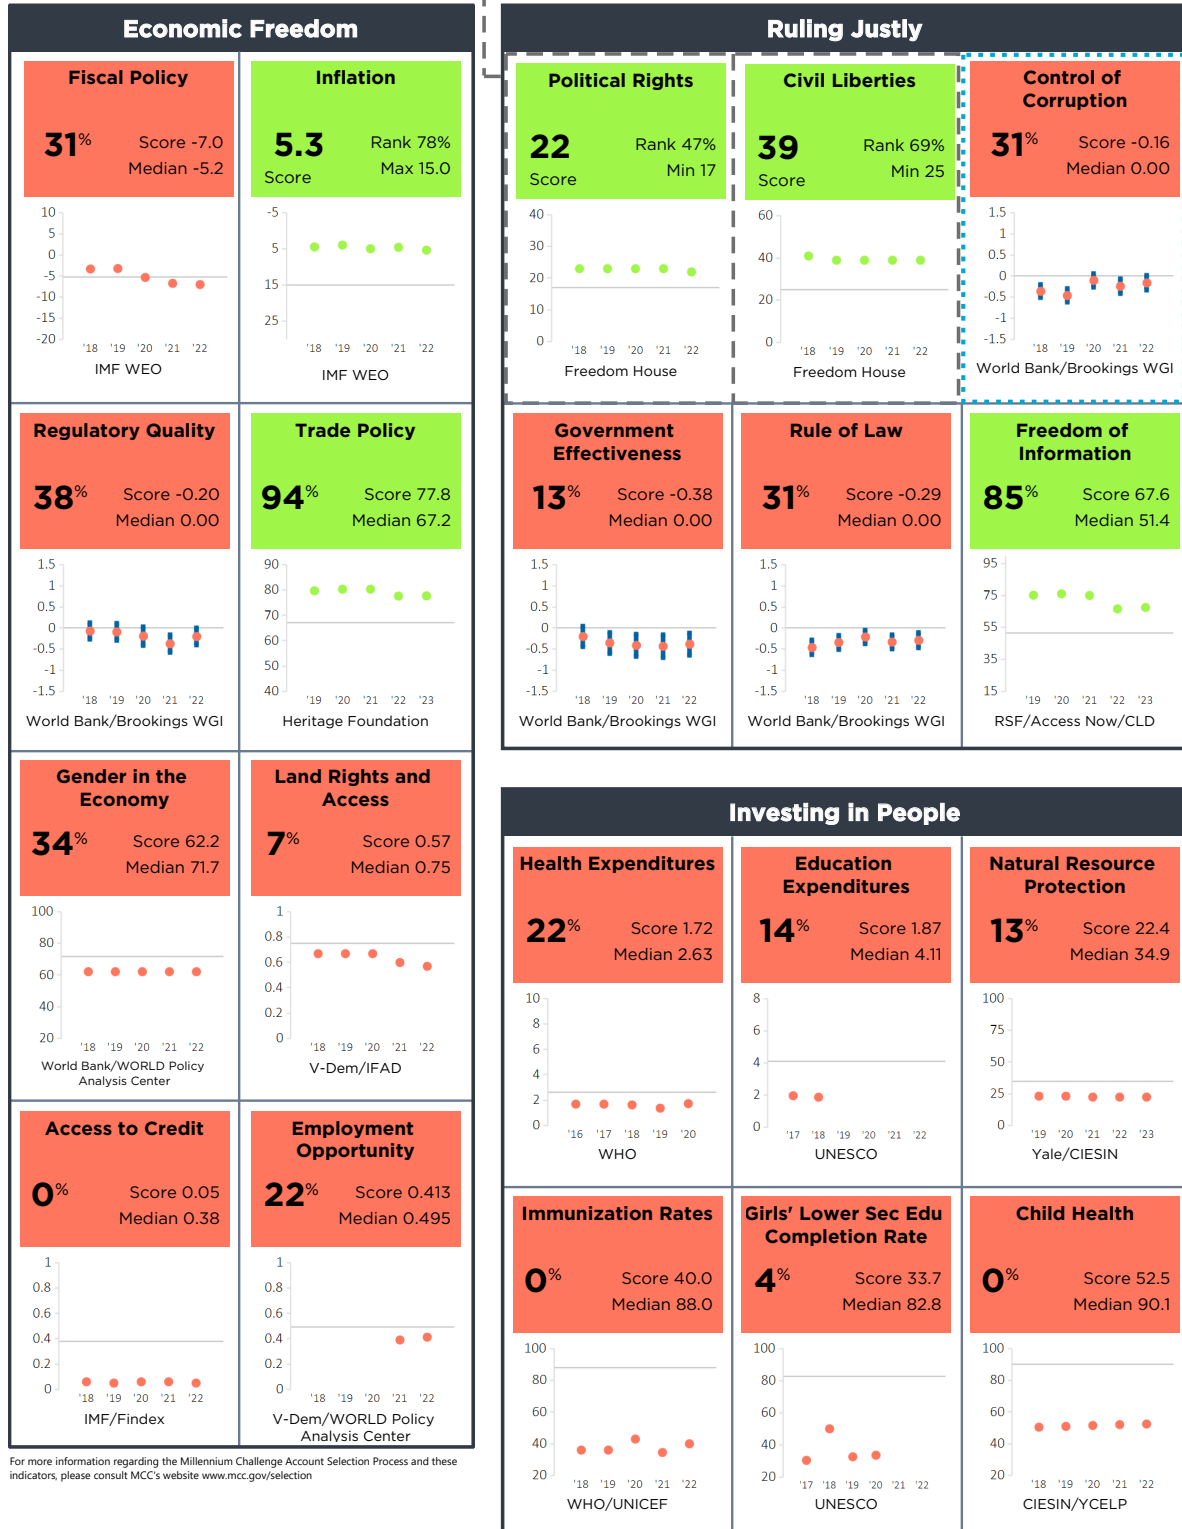 Economic Freedom
Fiscal Policy
31%
Score -7.0
Median -5.2
10
5
0
-5
-10
-15
-20
'18 '19 '20 '21 '22
IMF WEO
Inflation
5.3
Score
Rank 78%
Max 15.0
-5
5
15
25
'18 '19 '20 '21 '22
IMF WEO
Regulatory Quality
38%
Score -0.20
Median 0.00
1.5
1
0.5
0
-0.5
-1
-1.5
'18 '19 '20 '21 '22
World Bank/Brookings WGI
Trade Policy
94%
Score 77.8
Median 67.2
90
80
70
60
50
40
'19 '20 '21 '22 '23
Heritage Foundation
Gender in the
Economy
34%
Score 62.2
Median 71.7
100
80
60
40
20
'18 '19 '20 '21 '22
World Bank/WORLD Policy
Analysis Center
Land Rights and
Access
7%
Score 0.57
Median 0.75
1
0.8
0.6
0.4
0.2
0
'18 '19 '20 '21 '22
V-Dem/IFAD
Access to Credit
0%
Score 0.05
Median 0.38
1
0.8
0.6
0.4
0.2
0
'18 '19 '20 '21 '22
IMF/Findex
Employment
Opportunity
22%
Score 0.413
Median 0.495
1
0.8
0.6
0.4
0.2
0
'18 '19 '20 '21 '22
V-Dem/WORLD Policy
Analysis Center
For more information regarding the Millennium Challenge Account Selection Process and these
indicators, please consult MCC's website www.mcc.gov/selection
Ruling Justly
Political Rights
22
Score
Rank 47%
Min 17
40
30
20
10
0
'18 '19 '20 '21 '22
Freedom House
Civil Liberties
39
Score
Rank 69%
Min 25
60
40
20
0
'18 '19 '20 '21 '22
Freedom House
Control of
Corruption
31%
Score -0.16
Median 0.00
1.5
1
0.5
0
-0.5
-1
-1.5
'18 '19 '20 '21 '22
World Bank/Brookings WGI
Government
Effectiveness
13%
Score -0.38
Median 0.00
1.5
1
0.5
0
-0.5
-1
-1.5
'18 '19 '20 '21 '22
World Bank/Brookings WGI
Rule of Law
31%
Score -0.29
Median 0.00
1.5
1
0.5
0
-0.5
-1
-1.5
'18 '19 '20 '21 '22
World Bank/Brookings WGI
Freedom of
Information
85%
Score 67.6
Median 51.4
95
75
55
35
15
'19 '20 '21 '22 '23
RSF/Access Now/CLD
Investing in People
Health Expenditures
22%
Score 1.72
Median 2.63
10
8
6
4
2
0
'16 '17 '18 '19 '20
WHO
Education
Expenditures
14%
Score 1.87
Median 4.11
8
6
4
2
0
'17 '18 '19 '20 '21 '22
UNESCO
Natural Resource
Protection
13%
Score 22.4
Median 34.9
100
75
50
25
0
'19 '20 '21 '22 '23
Yale/CIESIN
Immunization Rates
0%
Score 40.0
Median 88.0
100
80
60
40
20
'18 '19 '20 '21 '22
WHO/UNICEF
Girls' Lower Sec Edu
Completion Rate
4%
Score 33.7
Median 82.8
100
80
60
40
20
'17 '18 '19 '20 '21 '22
UNESCO
Child Health
0%
Score 52.5
Median 90.1
100
80
60
40
20
'18 '19 '20 '21 '22
CIESIN/YCELP